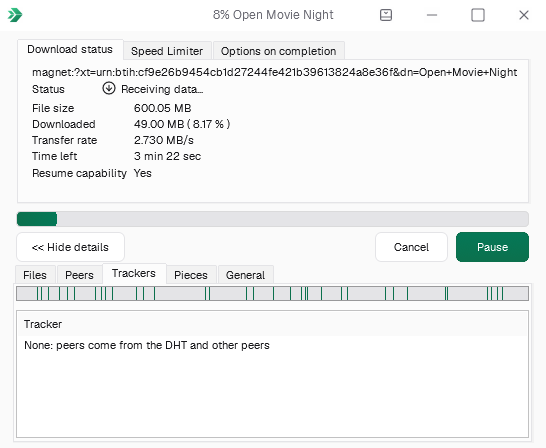 8% Open Movie Night
Download status Speed Limiter Options on completion
magnet:?xt=urn:btih:cf9e26b9454cb1d27244fe421b39613824a8e36f&dn=Open+Movie+Night
Status Receiving data...
File size 600.05 MB
Downloaded 49.00 MB ( 8.17 % )
Transfer rate 2.730 MB/s
Time left 3 min 22 sec
Resume capability Yes
<< Hide details Cancel Pause
Files Peers Trackers Pieces General
Tracker
None: peers come from the DHT and other peers